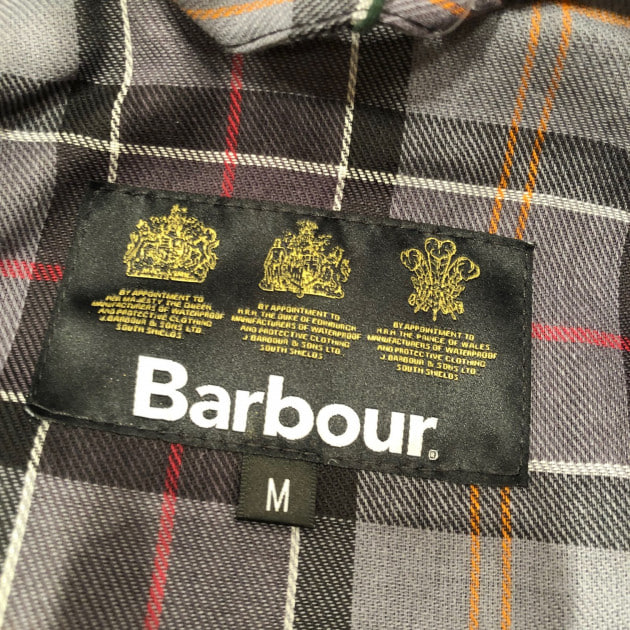 BY APPOINTMENT TO
HER MAJESTY THE QUEEN
MANUFACTURERS OF WATERPROOF
AND PROTECTIVE CLOTHING
J.BARBOUR & SONS LTD
SOUTH SHIELDS
BY APPOINTMENT TO
H.R.H. THE DUKE OF EDINBURGH
MANUFACTURERS OF WATERPROOF
AND PROTECTIVE CLOTHING
J.BARBOUR & SONS LTD.
SOUTH SHIELDS
BY APPOINTMENT TO
H.R.H. THE PRINCE OF WALES
MANUFACTURERS OF WATERPROOF
AND PROTECTIVE CLOTHING
J. BARBOUR & SONS LTD
SOUTH SHIELDS
Barbour®
M